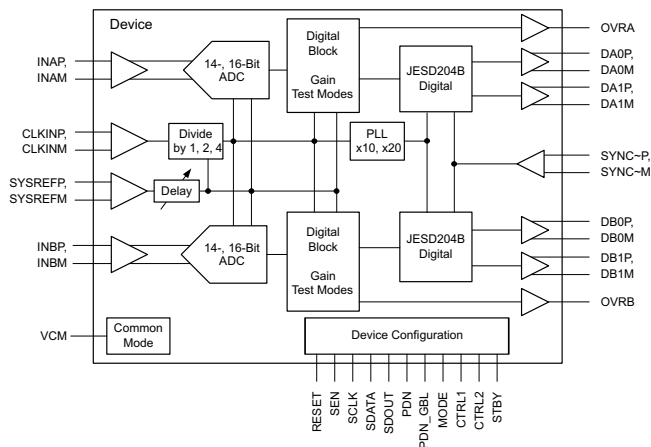 Device
OVRA
INAP,
INAM
14-, 16-Bit
ADC
Digital
Block
Gain
Test Modes
JESD204B
Digital
DA0P,
DA0M
DA1P,
DA1M
CLKINP,
CLKINM
Divide
by 1, 2, 4
PLL
x10, x20
SYNC~P,
SYNC~M
SYSREFP,
SYSREFM
Delay
INBP,
INBM
14-, 16-Bit
ADC
Digital
Block
Gain
Test Modes
JESD204B
Digital
DB0P,
DB0M
DB1P,
DB1M
OVRB
VCM
Common
Mode
Device Configuration
RESET
SEN
SCLK
SDATA
SDOUT
PDN
PDN_GBL
MODE
CTRL1
CTRL2
STBY